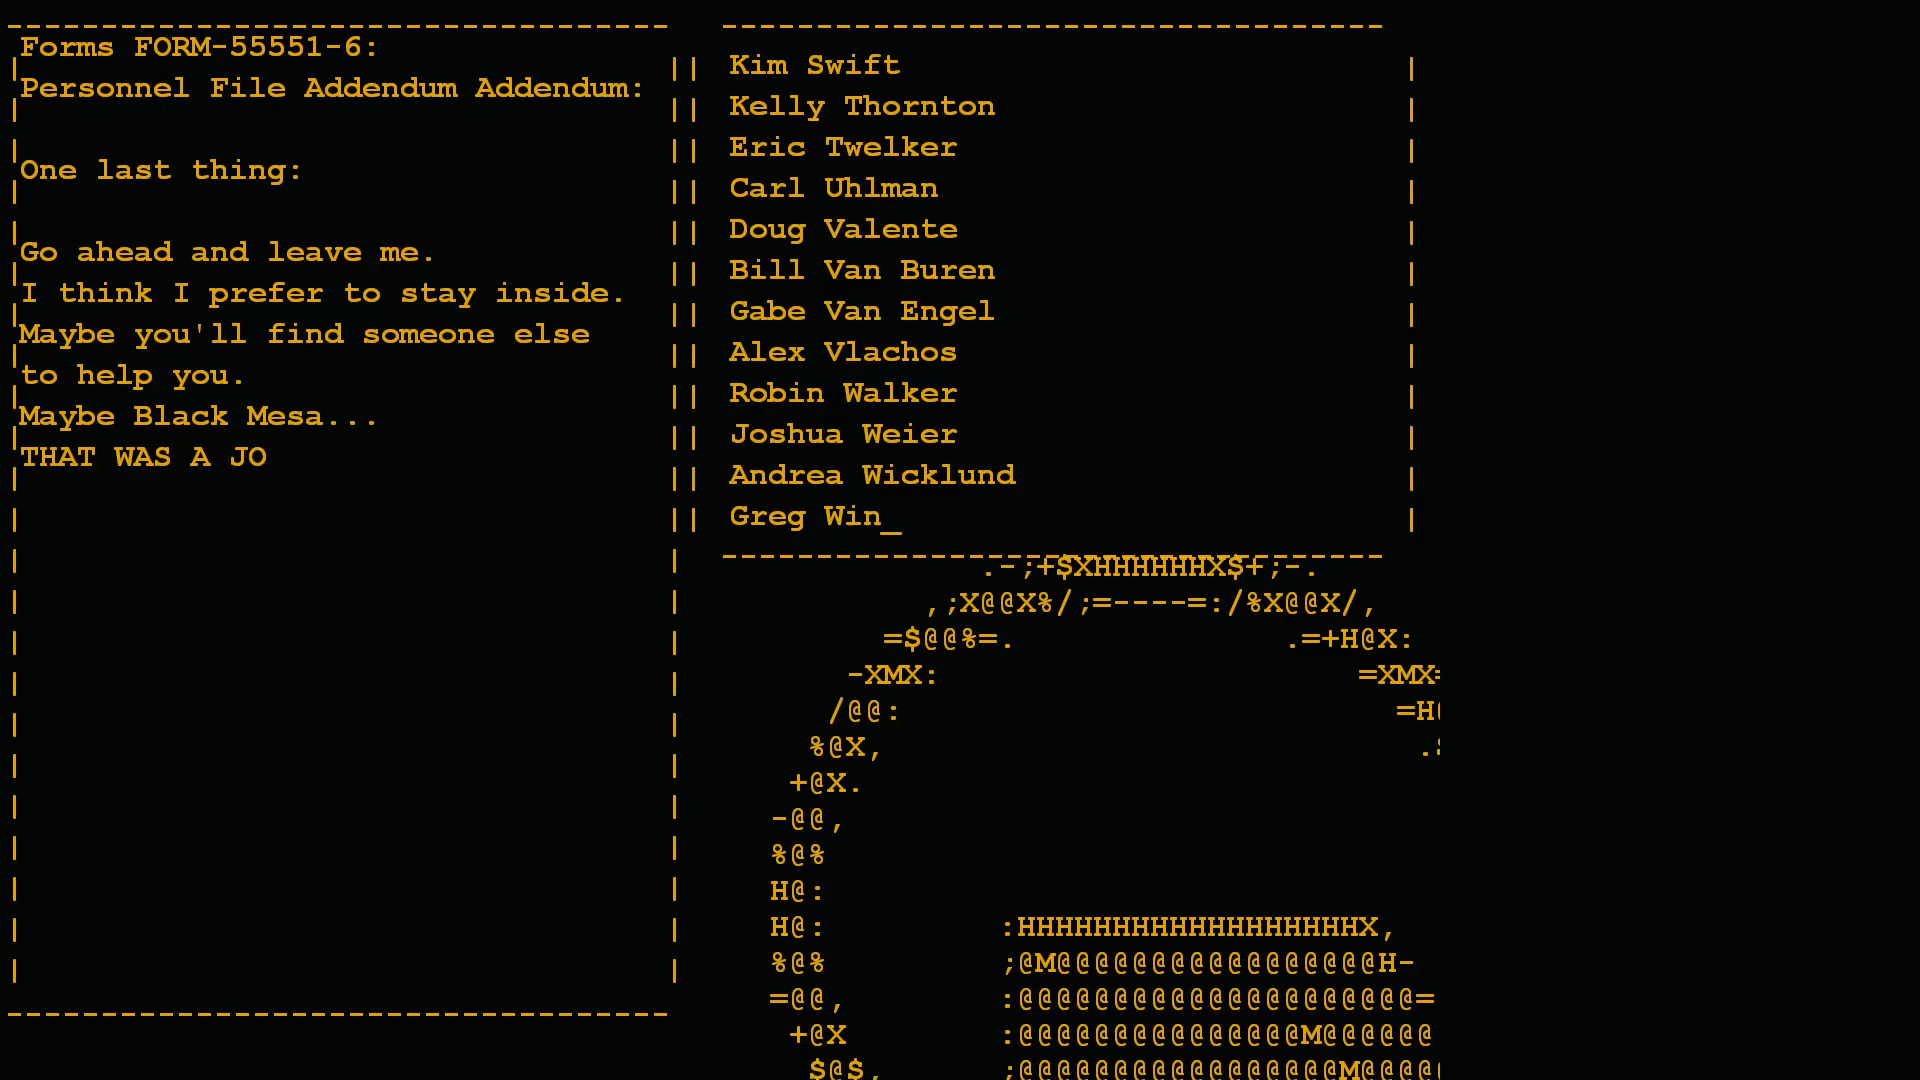 Forms FORM-55551-6:
Personnel File Addendum Addendum:
One last thing:
Go ahead and leave me.
I think I prefer to stay inside.
Maybe you'll find someone else
to help you.
Maybe Black Mesa...
THAT WAS A JO
Kim Swift
Kelly Thornton
Eric Twelker
Carl Uhlman
Doug Valente
Bill Van Buren
Gabe Van Engel
Alex Vlachos
Robin Walker
Joshua Weier
Andrea Wicklund
Greg Win_